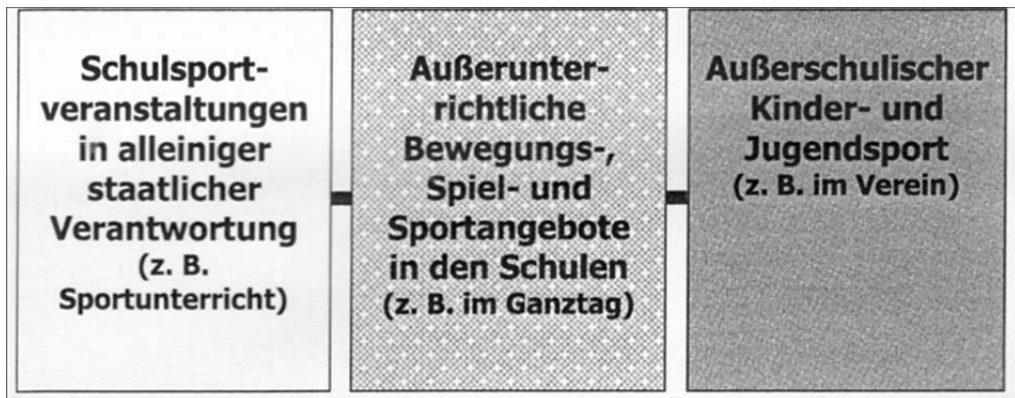 Schulsport-
veranstaltungen
in alleiniger
staatlicher
Verantwortung
(z. B.
Sportunterricht)
Außerunter-
richtliche
Bewegungs-,
Spiel- und
Sportangebote
in den Schulen
(z. B. im Ganztag)
Außerschulischer
Kinder- und
Jugendsport
(z. B. im Verein)